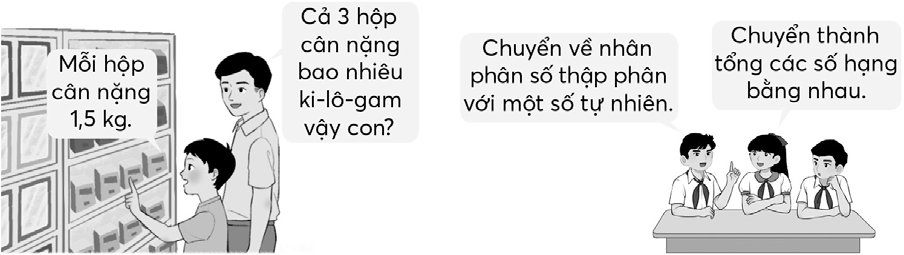 Mỗi hộp
cân nặng
1,5 kg.
Cả 3 hộp
cân nặng
bao nhiêu
ki-lô-gam
vậy con?
Chuyển về nhân
phân số thập phân
với một số tự nhiên.
Chuyển thành
tổng các số hạng
bằng nhau.